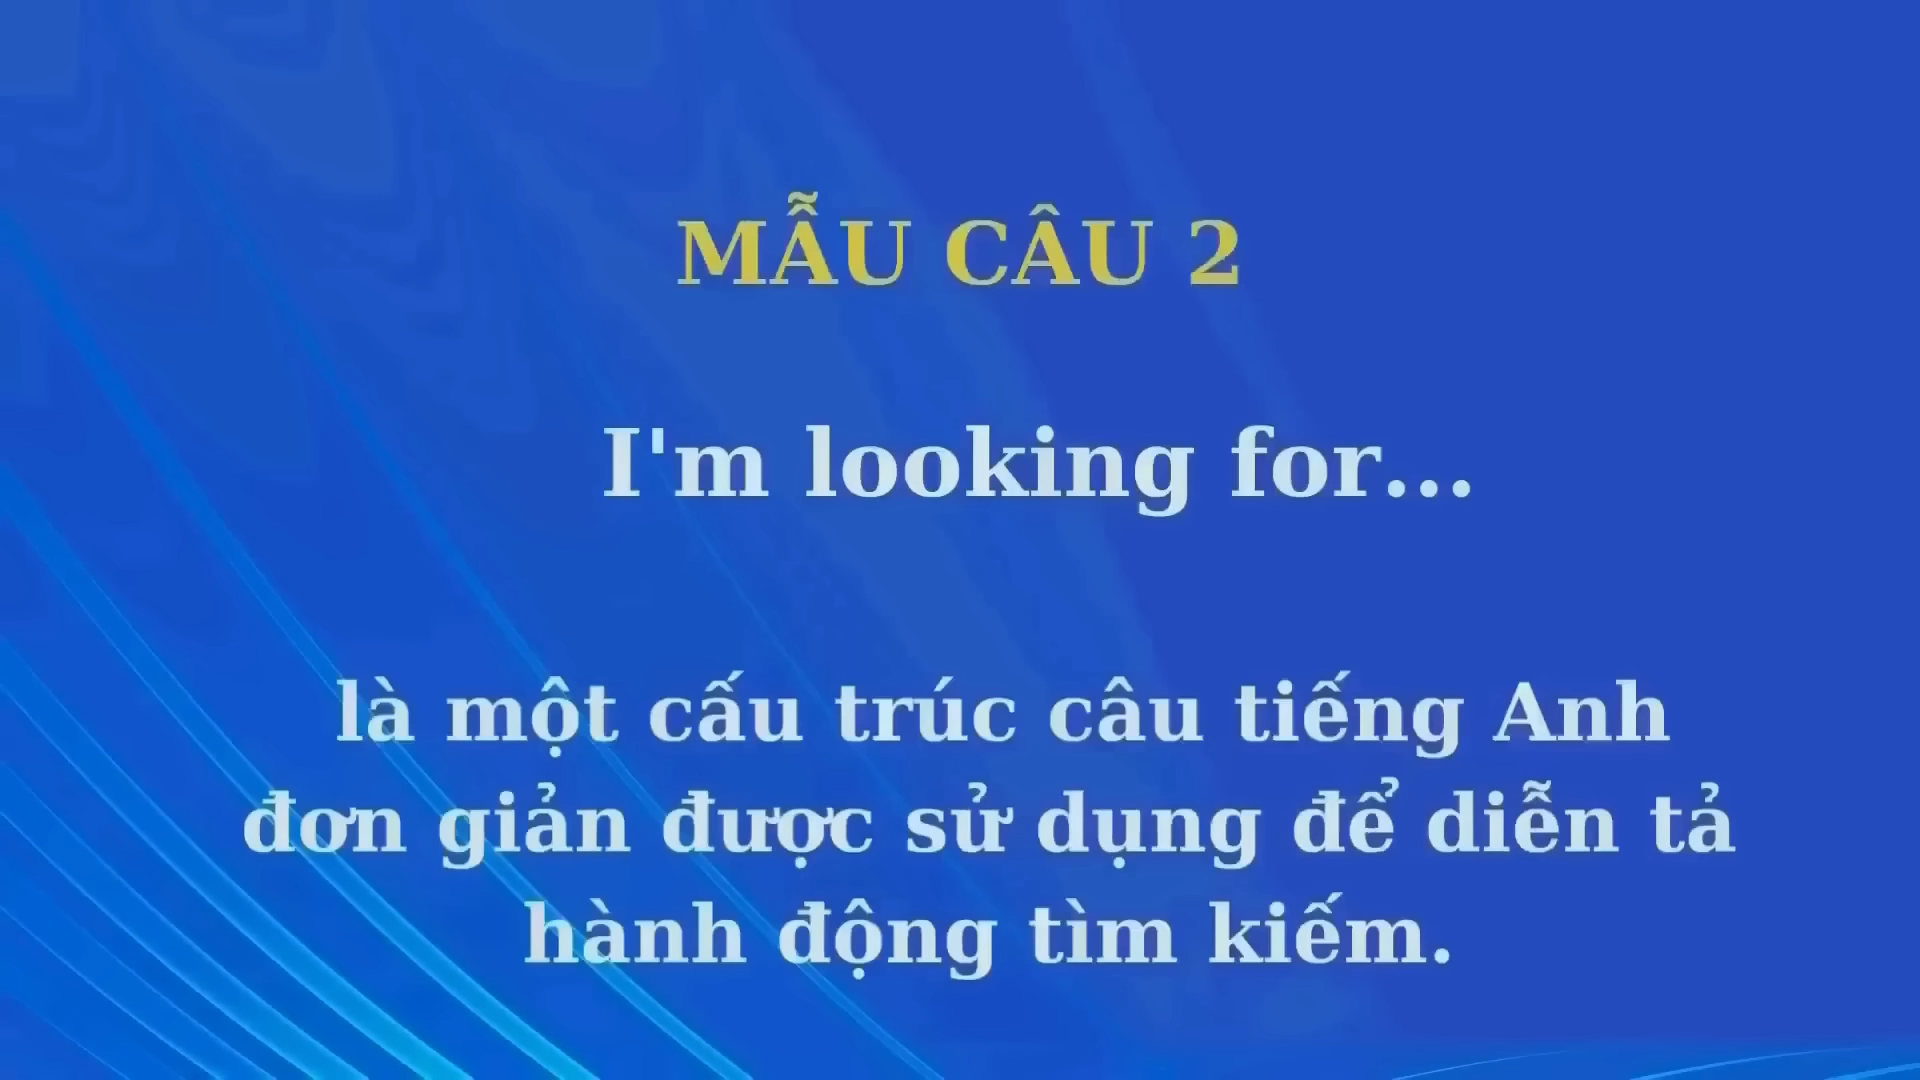 MẪU CÂU 2
I'm looking for...
là một cấu trúc câu tiếng Anh
đơn giản được sử dụng để diễn tả
hành động tìm kiếm.